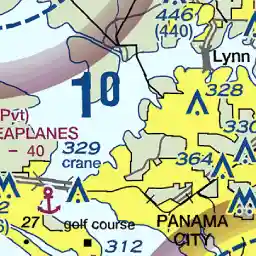 446
(440)
Lynn
1⁰
328
Pvt)
EAPLANES
- 40
330
329
crane
364
PANAMA
CITY
27
golf course
312